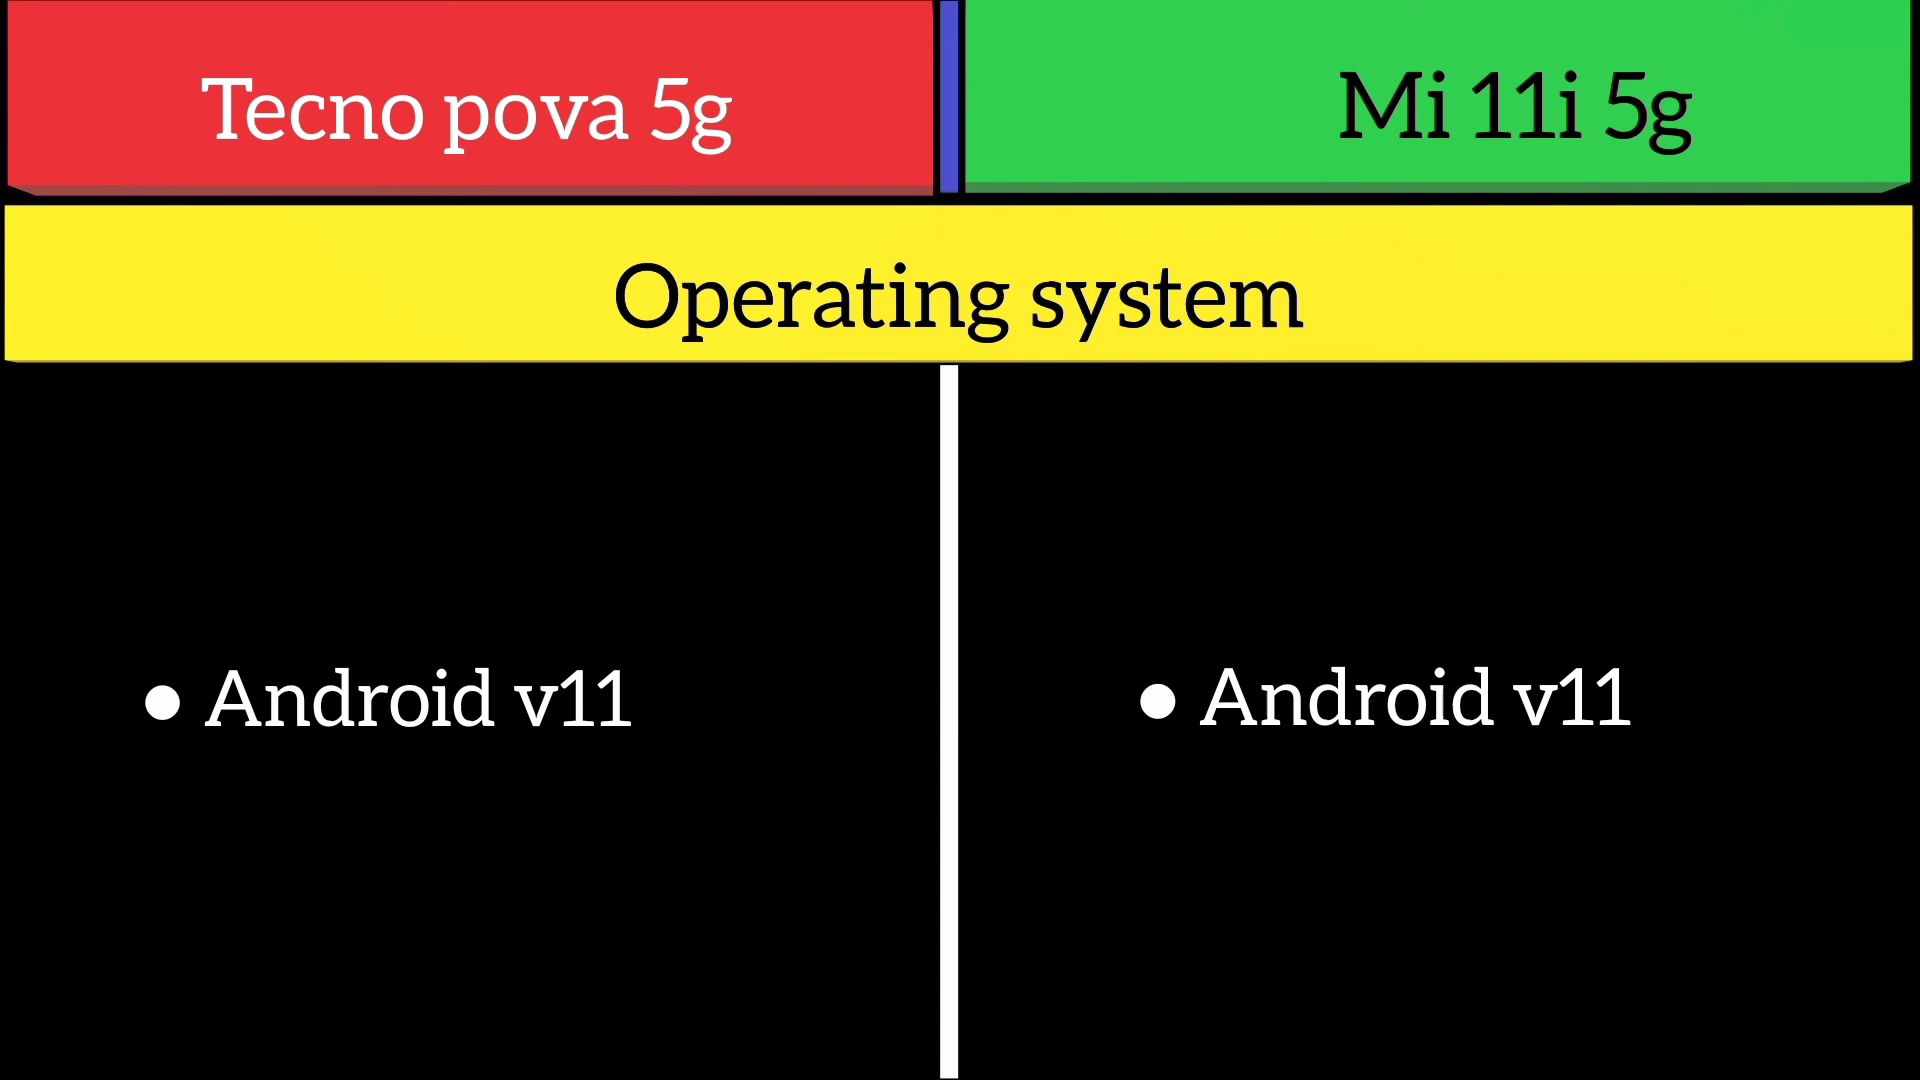 Tecno pova 5g
Mi 11i 5g
Operating system
● Android v11
● Android v11